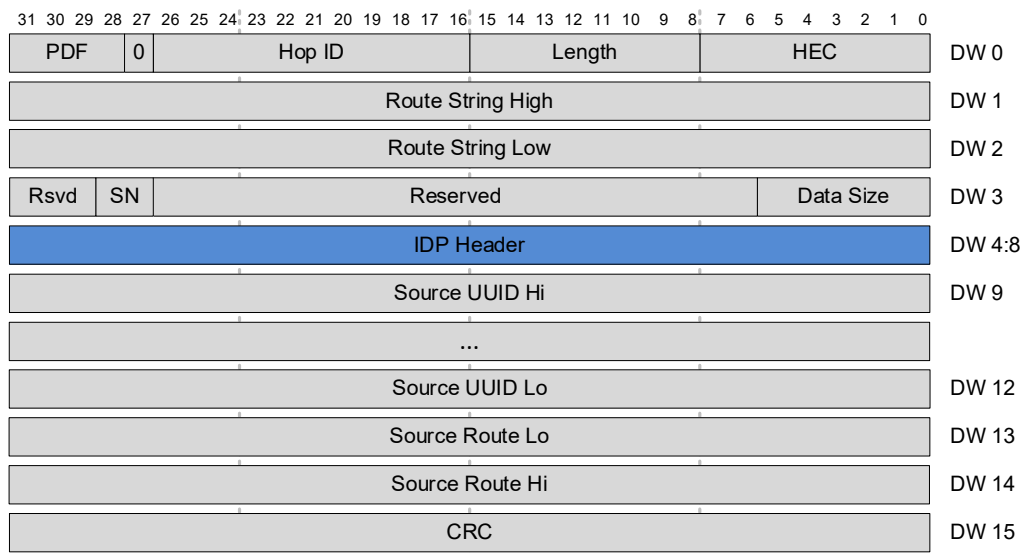 31 30 29 28 27 26 25 24 23 22 21 20 19 18 17 16 15 14 13 12 11 10 9 8 7 6 5 4 3 2 1 0
PDF 0 Hop ID Length HEC DW 0
Route String High DW 1
Route String Low DW 2
Rsvd SN Reserved Data Size DW 3
IDP Header DW 4:8
Source UUID Hi DW 9
...
Source UUID Lo DW 12
Source Route Lo DW 13
Source Route Hi DW 14
CRC DW 15